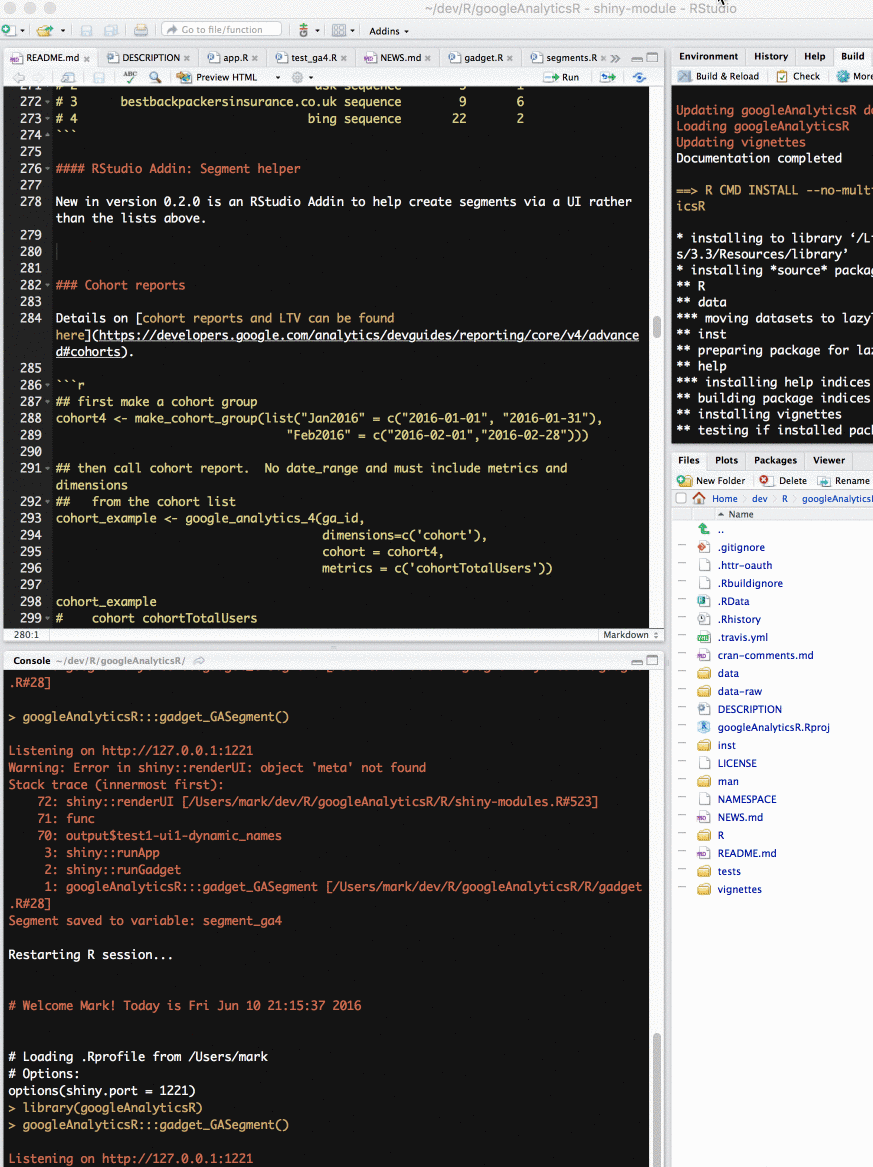 ~/dev/R/googleAnalyticsR - shiny-module - RStudio
Go to file/function
Addins
README.md
DESCRIPTION
app.R
test_ga4.R
NEWS.md
gadget.R
segments.R
ABC
Preview HTML
Run
272 # 3 bestbackpackersinsurance.co.uk sequence 9 6
273 # 4 bing sequence 22 2
274 ```
275
276 #### RStudio Addin: Segment helper
277
278 New in version 0.2.0 is an RStudio Addin to help create segments via a UI rather
than the lists above.
279
280
281
282 ### Cohort reports
283
284 Details on [cohort reports and LTV can be found
here](https://developers.google.com/analytics/devguides/reporting/core/v4/advance
d#cohorts).
285
286 ```r
287 ## first make a cohort group
288 cohort4 <- make_cohort_group(list("Jan2016" = c("2016-01-01", "2016-01-31"),
289 "Feb2016" = c("2016-02-01","2016-02-28")))
290
291 ## then call cohort report.  No date_range and must include metrics and
dimensions
292 ##   from the cohort list
293 cohort_example <- google_analytics_4(ga_id,
294 dimensions=c('cohort'),
295 cohort = cohort4,
296 metrics = c('cohortTotalUsers'))
297
298 cohort_example
299 #    cohort cohortTotalUsers
280:1
Markdown
Console ~/dev/R/googleAnalyticsR/
.R#28]
> googleAnalyticsR:::gadget_GASegment()
Listening on http://127.0.0.1:1221
Warning: Error in shiny::renderUI: object 'meta' not found
Stack trace (innermost first):
72: shiny::renderUI [/Users/mark/dev/R/googleAnalyticsR/R/shiny-modules.R#523]
71: func
70: output$test1-ui1-dynamic_names
3: shiny::runApp
2: shiny::runGadget
1: googleAnalyticsR:::gadget_GASegment [/Users/mark/dev/R/googleAnalyticsR/R/gadget
.R#28]
Segment saved to variable: segment_ga4
Restarting R session...
# Welcome Mark! Today is Fri Jun 10 21:15:37 2016
# Loading .Rprofile from /Users/mark
# Options:
options(shiny.port = 1221)
> library(googleAnalyticsR)
> googleAnalyticsR:::gadget_GASegment()
Listening on http://127.0.0.1:1221
Environment
History
Help
Build
Build & Reload
Check
More
Updating googleAnalyticsR do
Loading googleAnalyticsR
Updating vignettes
Documentation completed
==> R CMD INSTALL --no-mult
icsR
* installing to library ‘/Li
s/3.3/Resources/library’
* installing *source* packag
** R
** data
*** moving datasets to lazyl
** inst
** preparing package for laz
** help
*** installing help indices
** building package indices
** installing vignettes
** testing if installed pack
Files
Plots
Packages
Viewer
New Folder
Delete
Rename
Home
dev
R
googleAnalyticsR
Name
..
.gitignore
.httr-oauth
.Rbuildignore
.RData
.Rhistory
.travis.yml
cran-comments.md
data
data-raw
DESCRIPTION
googleAnalyticsR.Rproj
inst
LICENSE
man
NAMESPACE
NEWS.md
R
README.md
tests
vignettes